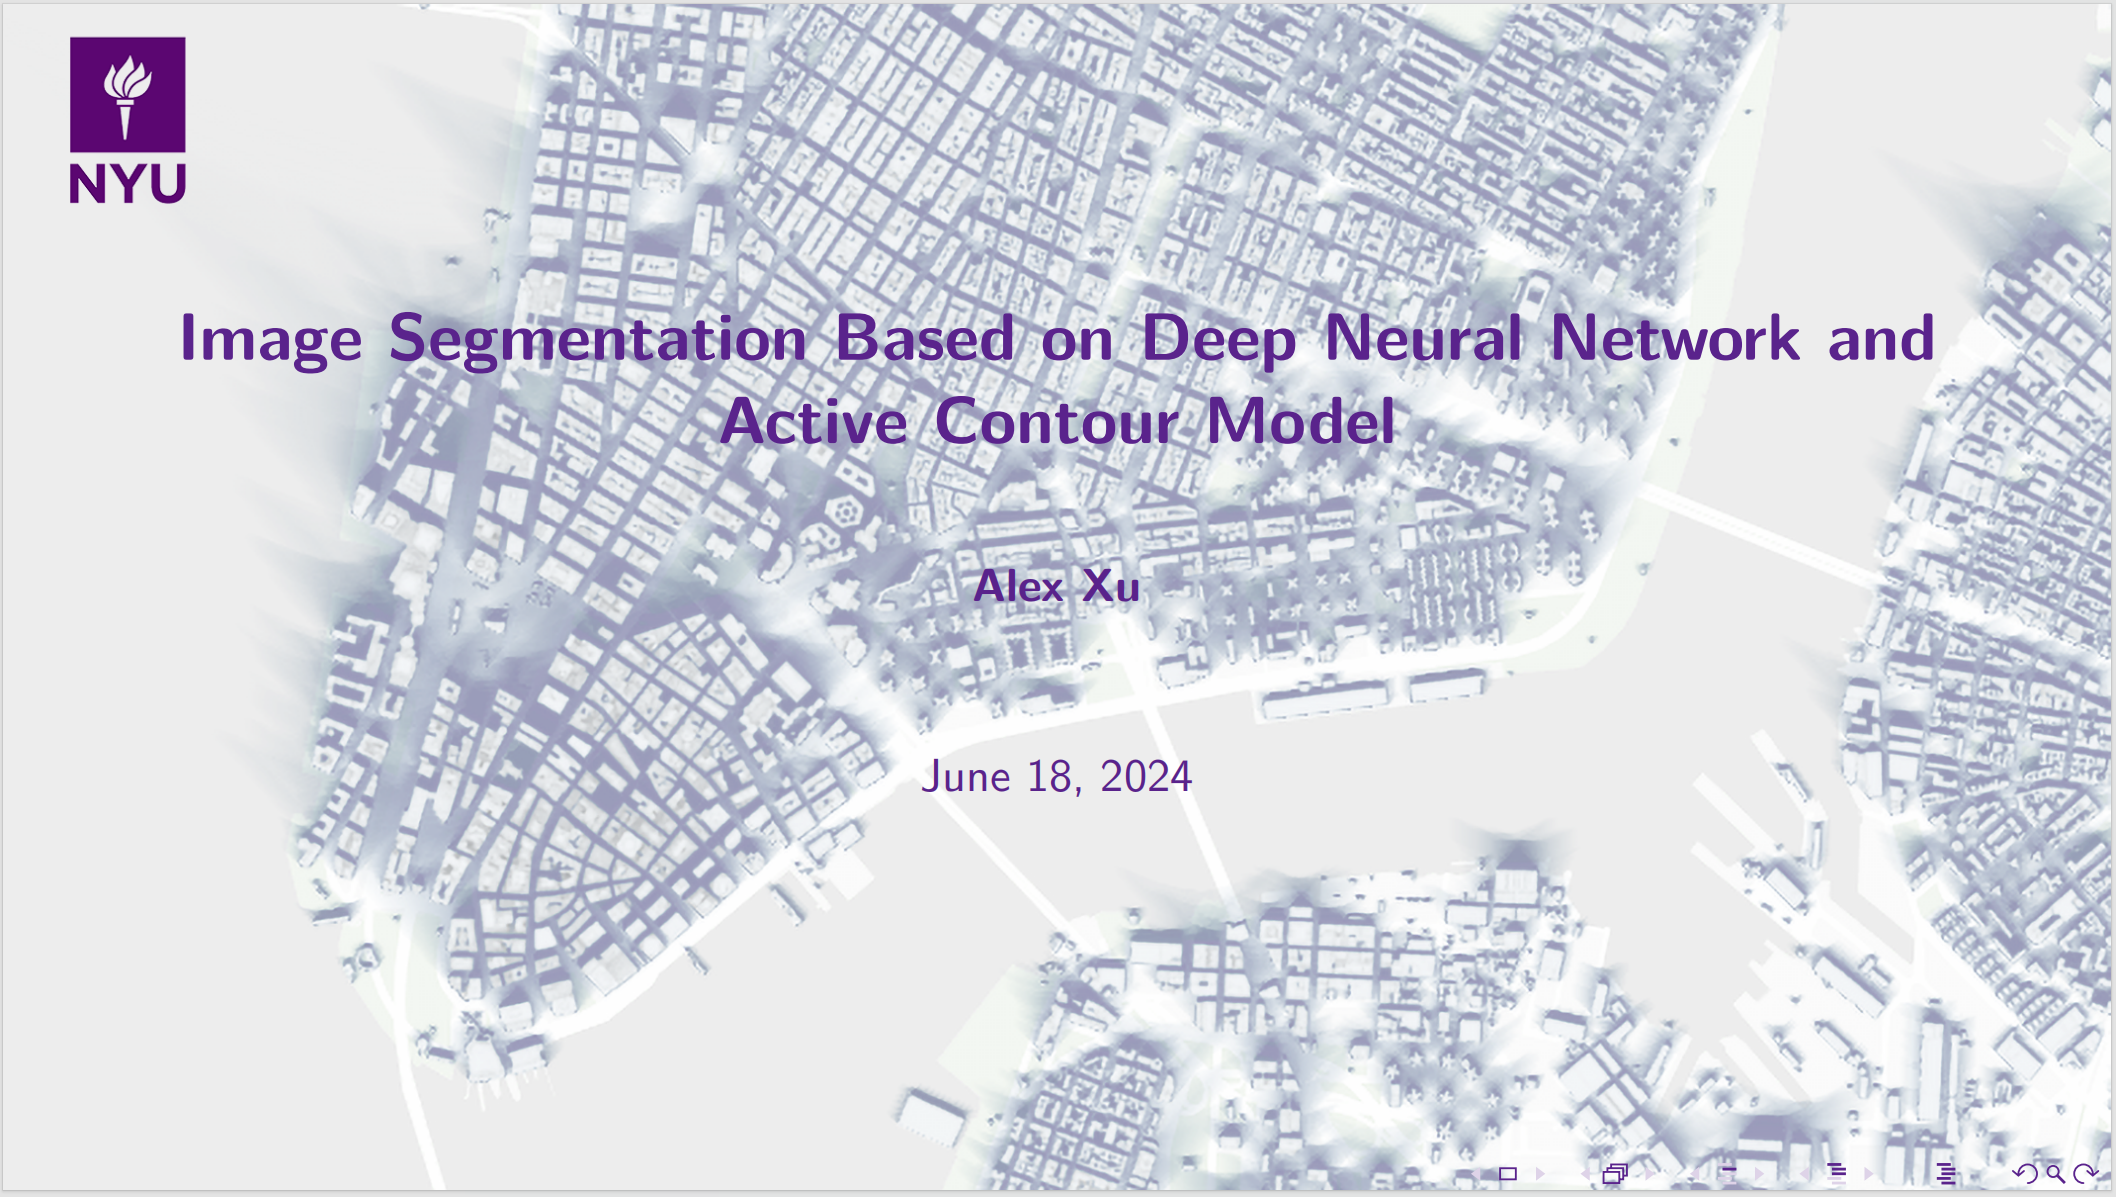 NYU
Image Segmentation Based on Deep Neural Network and
Active Contour Model
Alex Xu
June 18, 2024